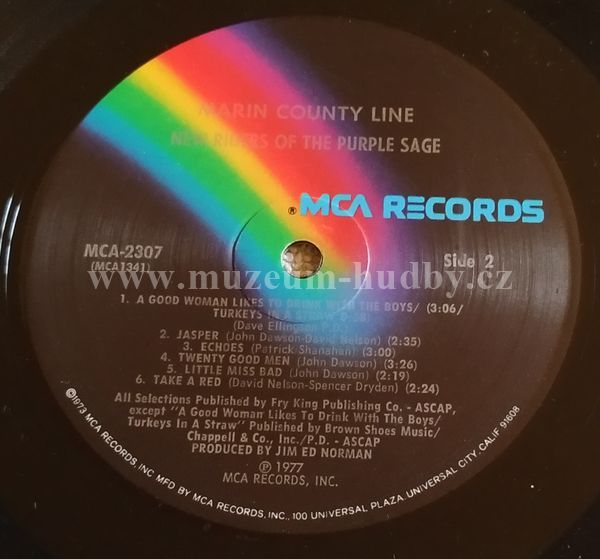 MARIN COUNTY LINE
NEW RIDERS OF THE PURPLE SAGE
® MCA RECORDS
MCA-2307
(MCA1341)
Side 2
www.muzeum-hudby.cz
1. A GOOD WOMAN LIKES TO DRINK WITH THE BOYS/ (3:06/
TURKEYS IN A STRAW 0:38)
(Dave Ellingson P.D.)
2. JASPER (John Dawson-David Nelson) (2:35)
3. ECHOES (Patrick Shanahan) (3:00)
4. TWENTY GOOD MEN (John Dawson) (3:26)
5. LITTLE MISS BAD (John Dawson) (2:19)
6. TAKE A RED (David Nelson-Spencer Dryden) (2:24)
All Selections Published by Fry King Publishing Co. - ASCAP,
except "A Good Woman Likes To Drink With The Boys/
Turkeys In A Straw" Published by Brown Shoes Music/
Chappell & Co., Inc./P.D. - ASCAP
PRODUCED BY JIM ED NORMAN
Ⓟ 1977
MCA RECORDS, INC.
©1973 MCA RECORDS, INC MFD BY MCA RECORDS, INC., 100 UNIVERSAL PLAZA, UNIVERSAL CITY, CALIF. 91608